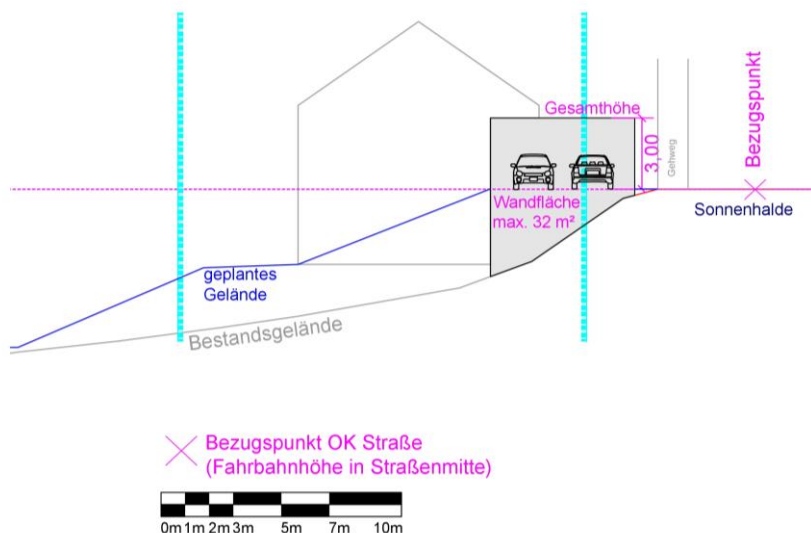 Gesamthöhe
3.00
Gehweg
Bezugspunkt
Wandfläche
max. 32 m²
Sonnenhalde
geplantes
Gelände
Bestandsgelände
Bezugspunkt OK Straße
(Fahrbahnhöhe in Straßenmitte)
0m 1m 2m 3m 5m 7m 10m